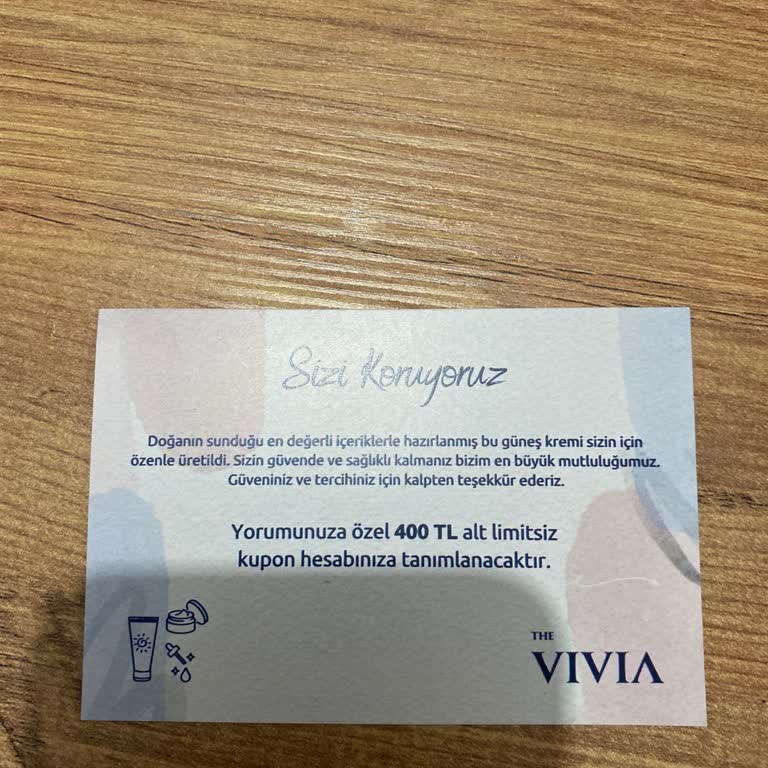 Sizi Koruyoruz
Doğanın sunduğu en değerli içeriklerle hazırlanmış bu güneş kremi sizin için
özenle üretildi. Sizin güvende ve sağlıklı kalmanız bizim en büyük mutluluğumuz.
Güveniniz ve tercihiniz için kalpten teşekkür ederiz.
Yorumunuza özel 400 TL alt limitsiz
kupon hesabınıza tanımlanacaktır.
THE
VIVIA